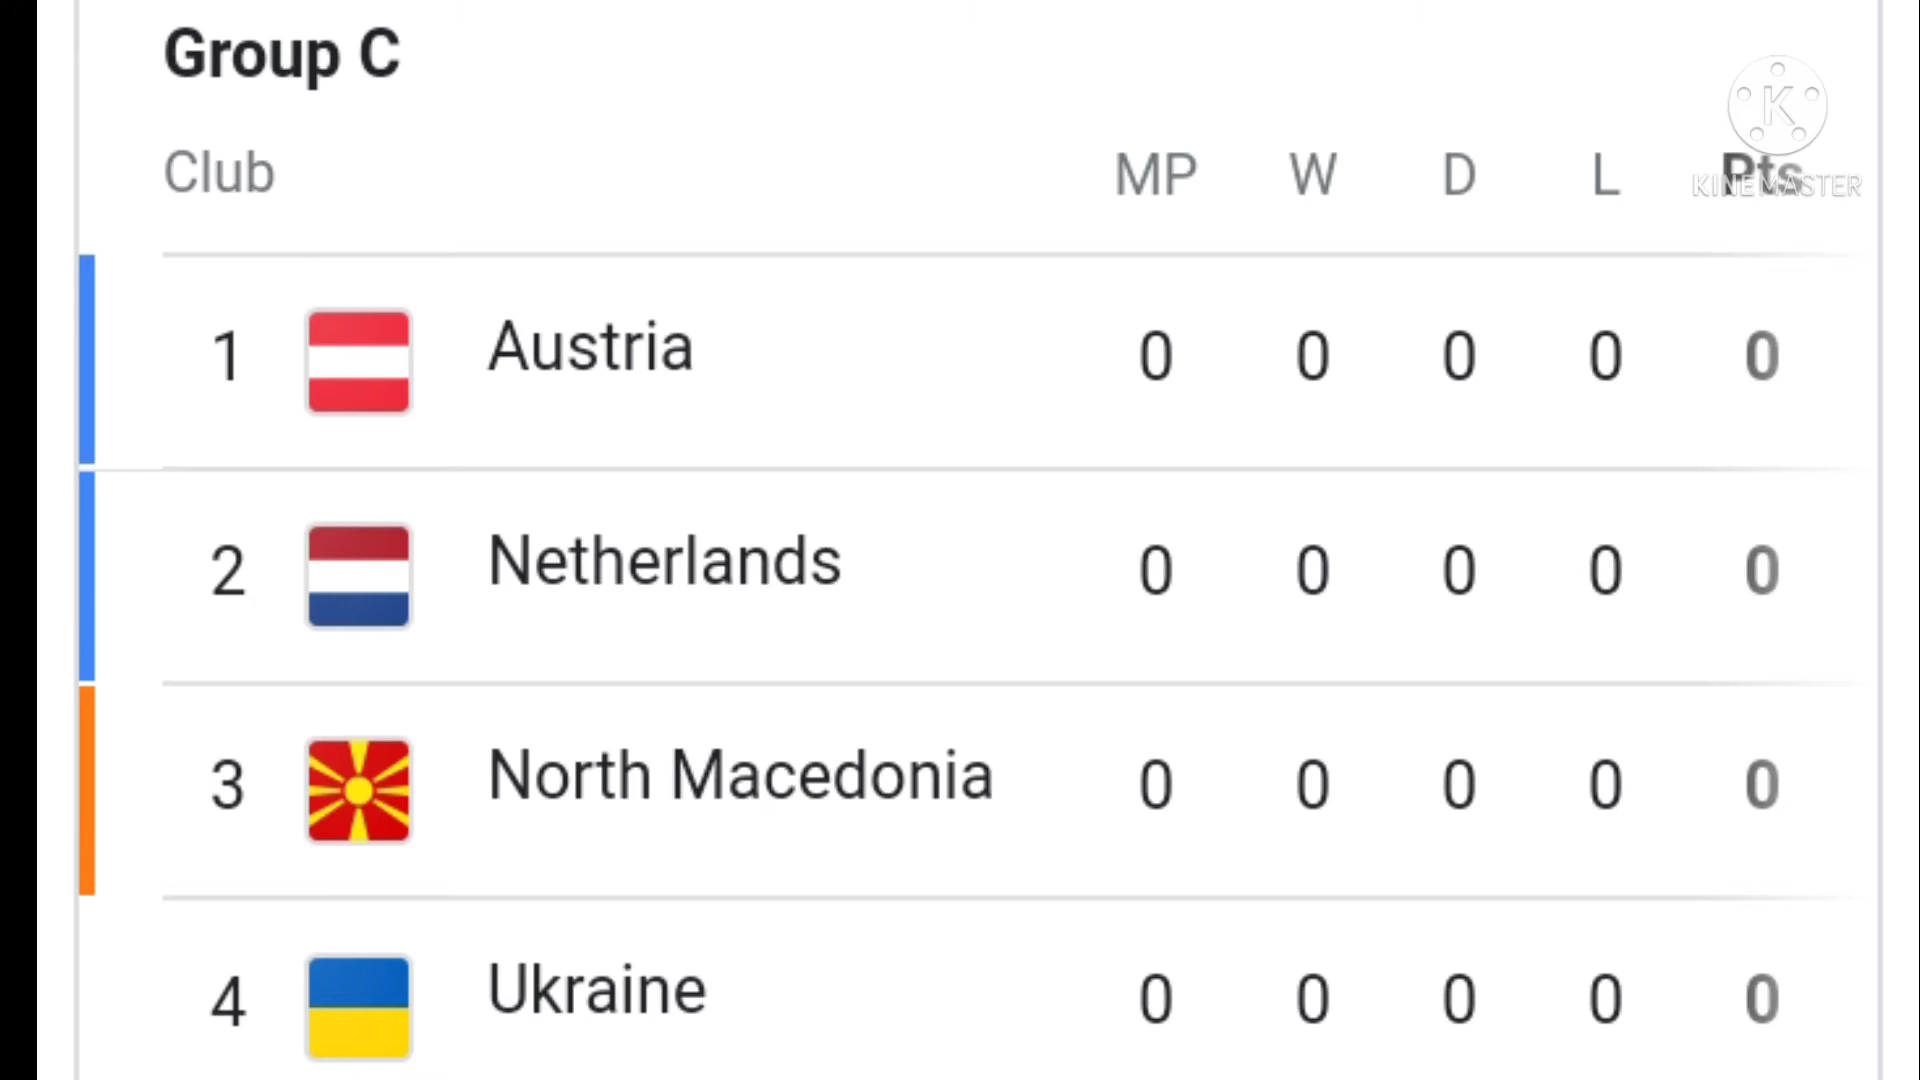 Group C
Club MP W D L Pts
K
KINEMASTER
1 Austria 0 0 0 0 0
2 Netherlands 0 0 0 0 0
3 North Macedonia 0 0 0 0 0
4 Ukraine 0 0 0 0 0